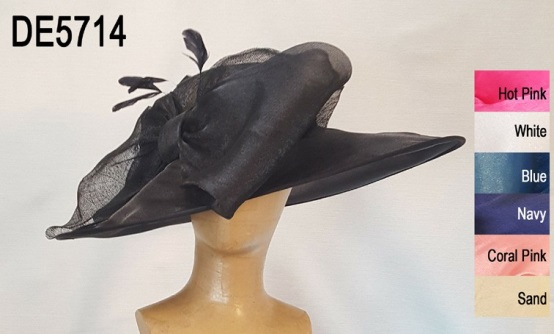 DE5714
Hot Pink
White
Blue
Navy
Coral Pink
Sand